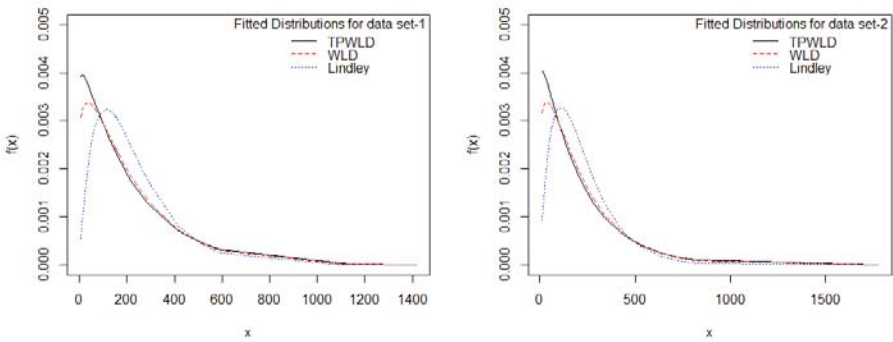 Fitted Distributions for data set-1
TPWLD
WLD
Lindley
f(x)
0.005
0.004
0.003
0.002
0.001
0.000
0 200 400 600 800 1000 1200 1400
x
Fitted Distributions for data set-2
TPWLD
WLD
Lindley
f(x)
0.005
0.004
0.003
0.002
0.001
0.000
0 500 1000 1500
x